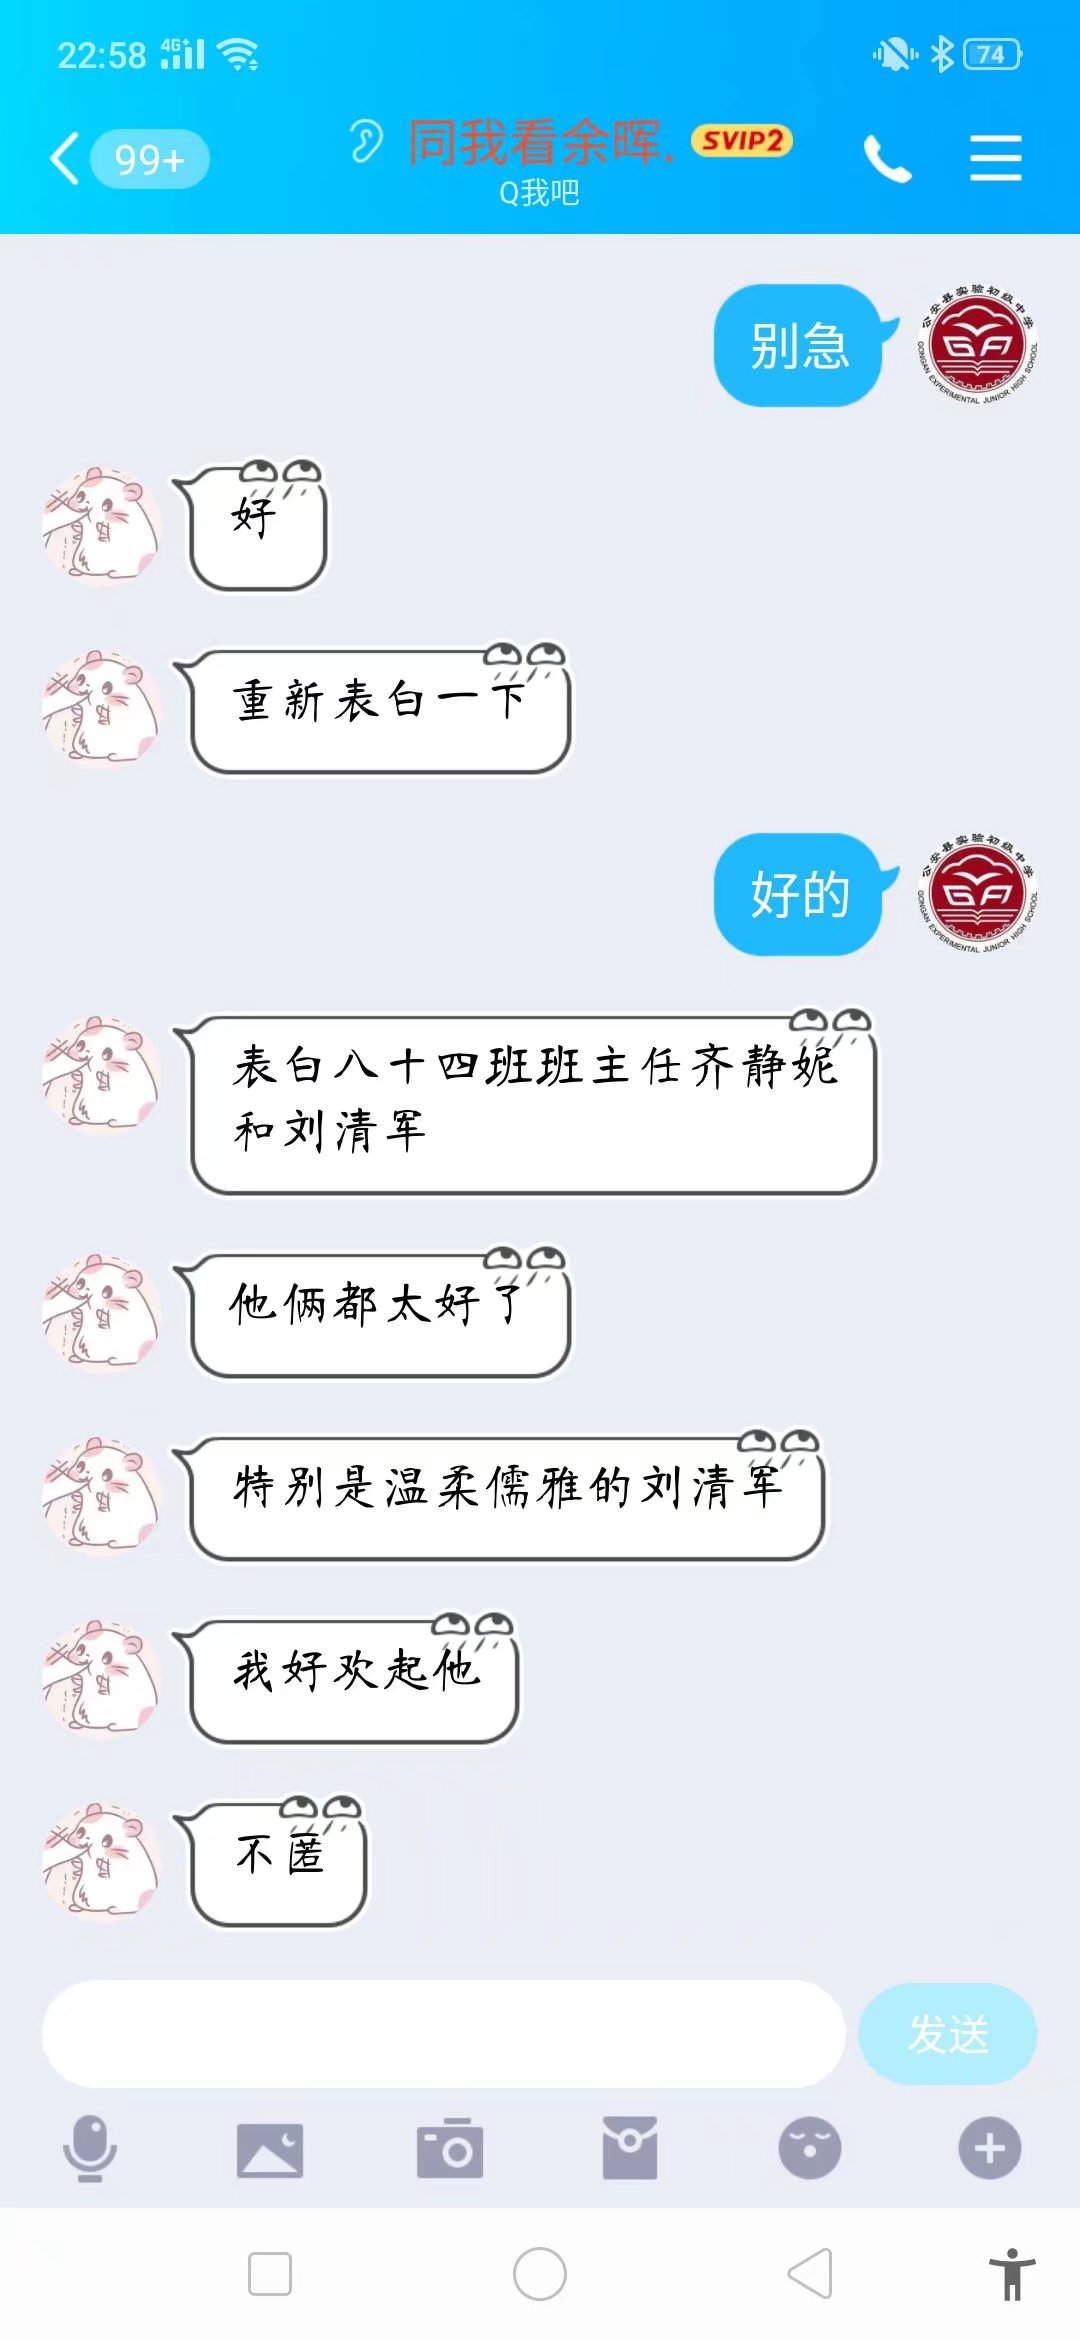 22:58 4G+ 74
99+ 同我看余晖. SVIP2
Q我吧
别急
公安县实验初级中学
GA
GONGAN EXPERIMENTAL JUNIOR HIGH SCHOOL
好
重新表白一下
好的
公安县实验初级中学
GA
GONGAN EXPERIMENTAL JUNIOR HIGH SCHOOL
表白八十四班班主任齐静妮
和刘清军
他俩都太好了
特别是温柔儒雅的刘清军
我好欢起他
不匿
发送